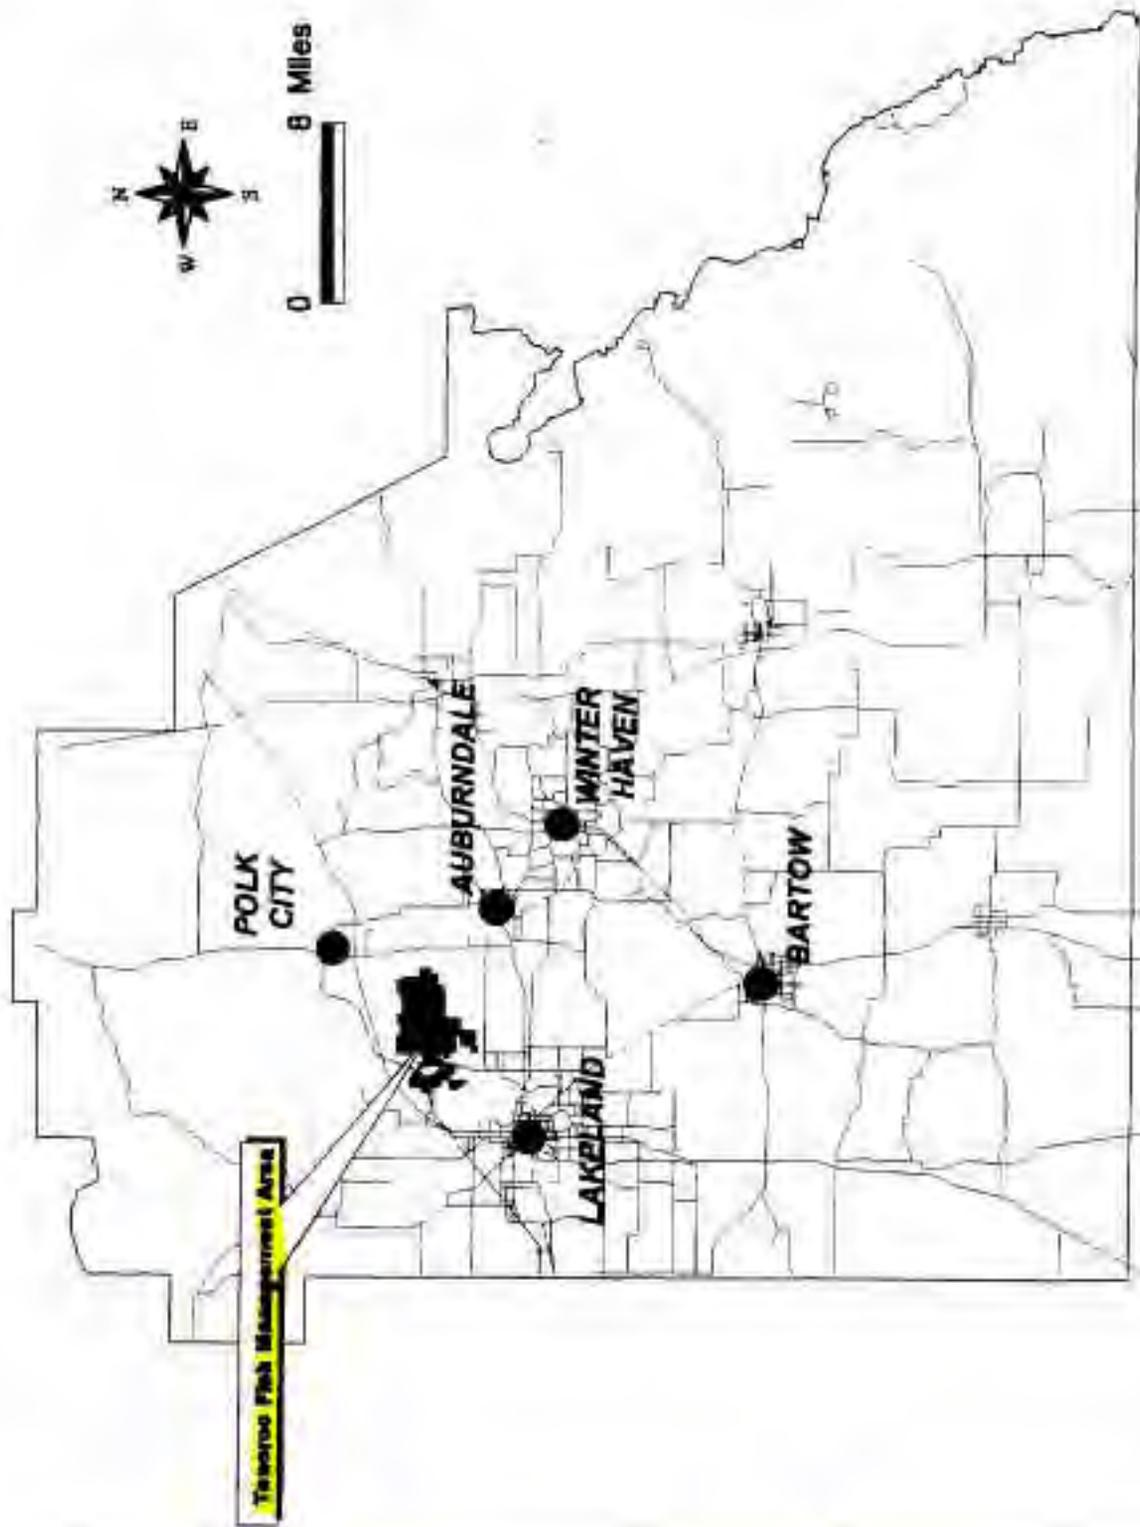 N
W
E
S
0 8 Miles
POLK
CITY
AUBURNDALE
WINTER
HAVEN
LAKELAND
BARTOW
Tenoroc Fish Management Area